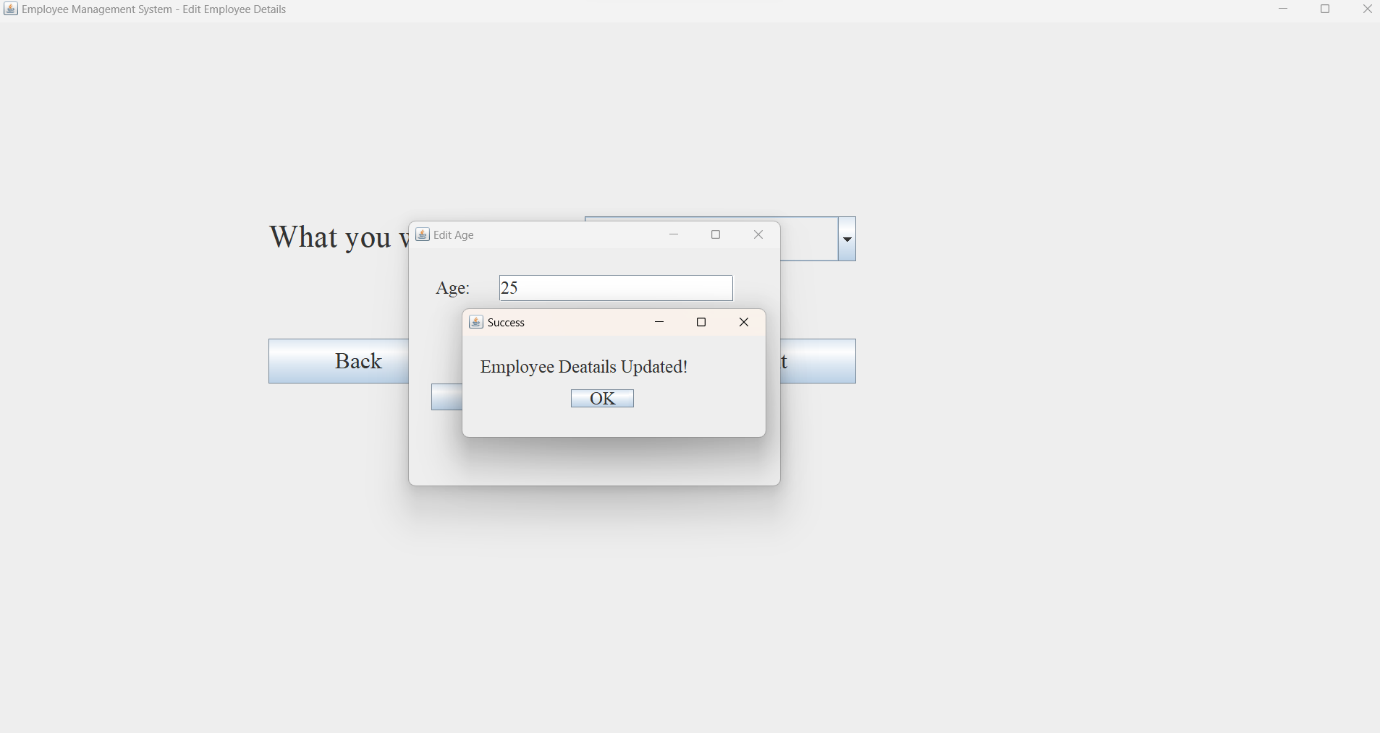 Employee Management System - Edit Employee Details
What you
Edit Age
Age:
25
Success
Employee Deatails Updated!
OK
Back